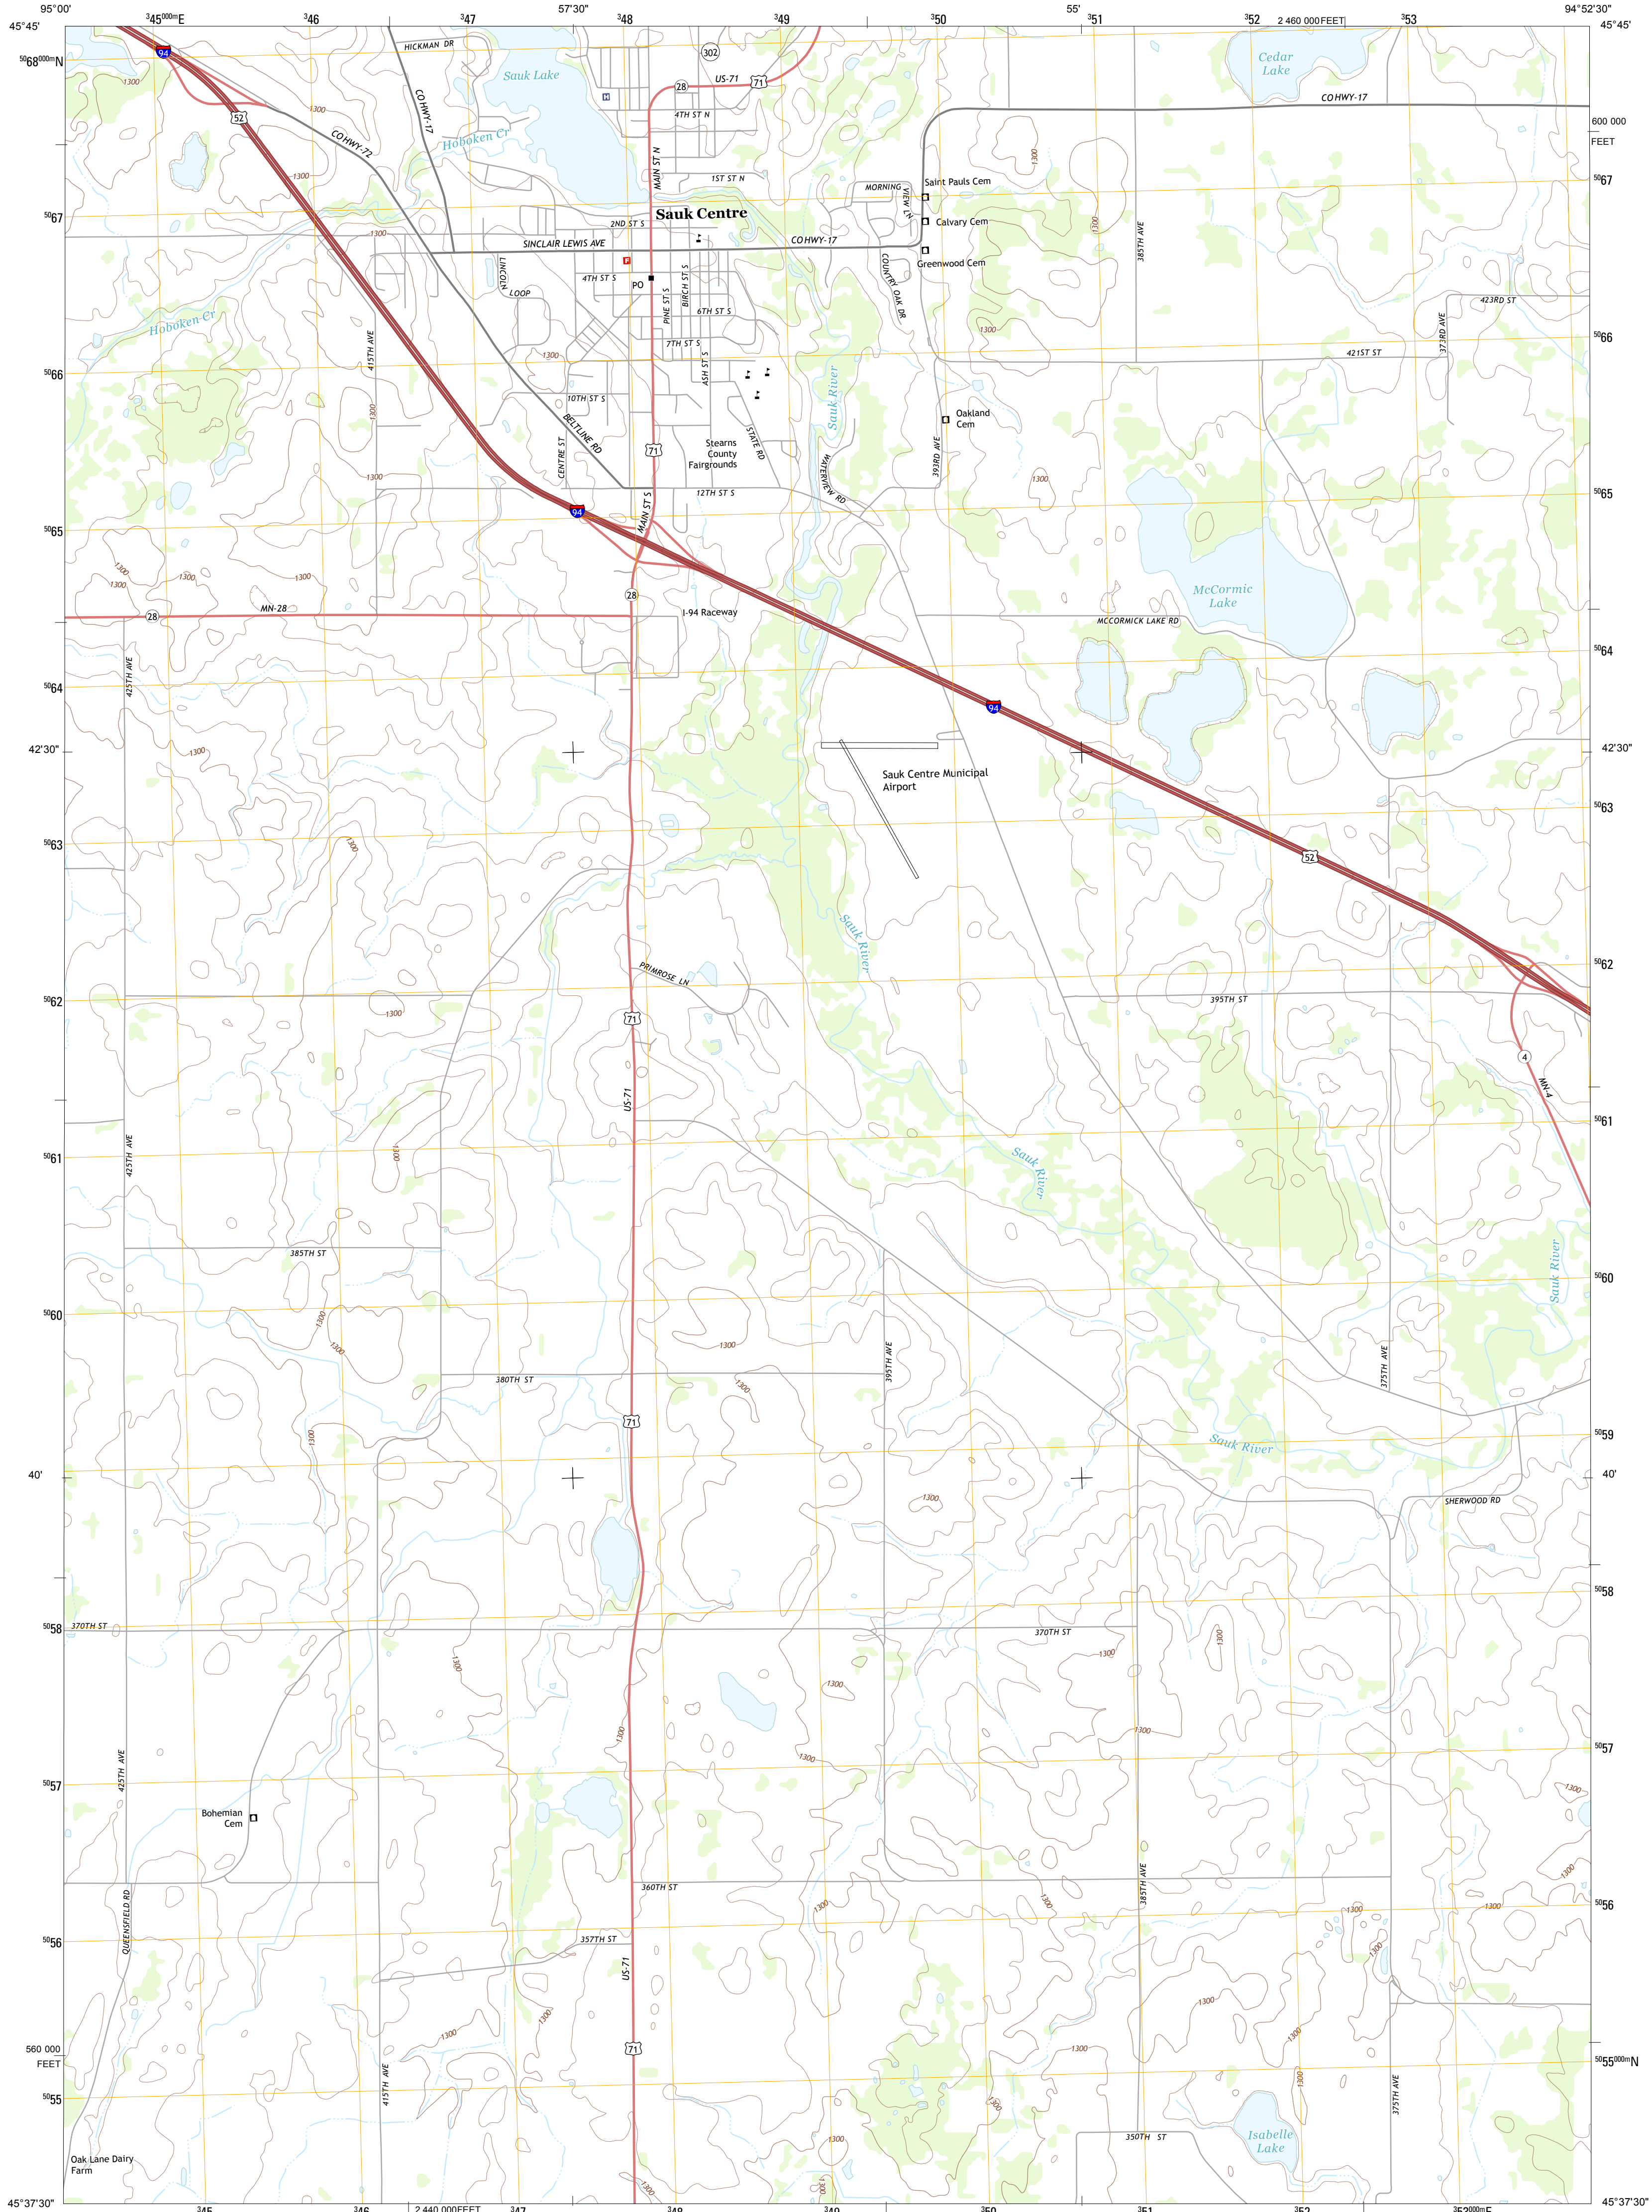 95°00'
³45⁰⁰⁰ᵐE
³46
³47
57'30"
³48
³49
³50
55'
³51
³52
2 460 000 FEET
³53
94°52'30"
45°45'
45°45'
⁵⁰68⁰⁰⁰ᵐN
94
HICKMAN DR
302
Sauk Lake
US-71
71
28
H
Cedar
Lake
CO HWY-17
1300
52
1300
CO HWY-17
4TH ST N
600 000
FEET
CO HWY-72
Hoboken Cr
MAIN ST N
1300
1300
1ST ST N
MORNING
VIEW LN
Saint Pauls Cem
⁵⁰67
⁵⁰67
Sauk Centre
2ND ST S
Calvary Cem
1300
385TH AVE
1300
SINCLAIR LEWIS AVE
CO HWY-17
Greenwood Cem
F
LINCOLN
LOOP
4TH ST S
PO
PINE ST S
BIRCH ST S
COUNTRY OAK DR
423RD ST
Hoboken Cr
6TH ST S
1300
373RD AVE
⁵⁰66
415TH AVE
7TH ST S
1300
421ST ST
⁵⁰66
ASH ST S
Sauk River
10TH ST S
1300
BELTLINE RD
Oakland
Cem
STATE RD
Stearns
County
Fairgrounds
71
CENTRE ST
393RD AVE
WATERVIEW RD
1300
1300
12TH ST S
⁵⁰65
94
MAIN ST S
⁵⁰65
1300
1300
1300
1300
McCormic
Lake
28
MN-28
28
I-94 Raceway
MCCORMICK LAKE RD
⁵⁰64
425TH AVE
⁵⁰64
94
42'30"
1300
42'30"
Sauk Centre Municipal
Airport
⁵⁰63
1300
⁵⁰63
52
Sauk River
PRIMROSE LN
⁵⁰62
⁵⁰62
395TH ST
1300
71
4
MN-4
US-71
⁵⁰61
425TH AVE
1300
⁵⁰61
Sauk River
385TH ST
Sauk River
⁵⁰60
⁵⁰60
1300
1300
1300
395TH AVE
375TH AVE
380TH ST
1300
71
1300
Sauk River
⁵⁰59
40'
40'
1300
SHERWOOD RD
⁵⁰58
⁵⁰58
370TH ST
370TH ST
1300
1300
1300
1300
1300
1300
1300
⁵⁰57
425TH AVE
⁵⁰57
1300
Bohemian
Cem
385TH AVE
1300
360TH ST
QUEENSFIELD RD
1300
1300
1300
1300
⁵⁰56
⁵⁰56
357TH ST
1300
US-71
1300
1300
1300
1300
71
1300
560 000
FEET
⁵⁰55⁰⁰⁰ᵐN
⁵⁰55
415TH AVE
1300
1300
375TH AVE
350TH ST
Isabelle
Lake
1300
Oak Lane Dairy
Farm
1300
1300
45°37'30"
45°37'30"
³45
³46
2 440 000 FEET
³47
³48
³49
³50
³51
³52
³53⁰⁰⁰ᵐE